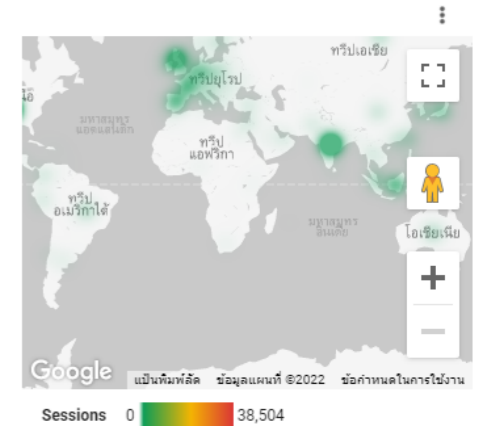 ทวีปเอเชีย
ทวีปยุโรป
มหาสมุทร
แอตแลนติก
ทวีป
แอฟริกา
ทวีป
อเมริกาใต้
มหาสมุทร
อินเดีย
โอเชียเนีย
Google
แป้นพิมพ์ลัด ข้อมูลแผนที่ ©2022 ข้อกำหนดในการใช้งาน
Sessions 0 38,504